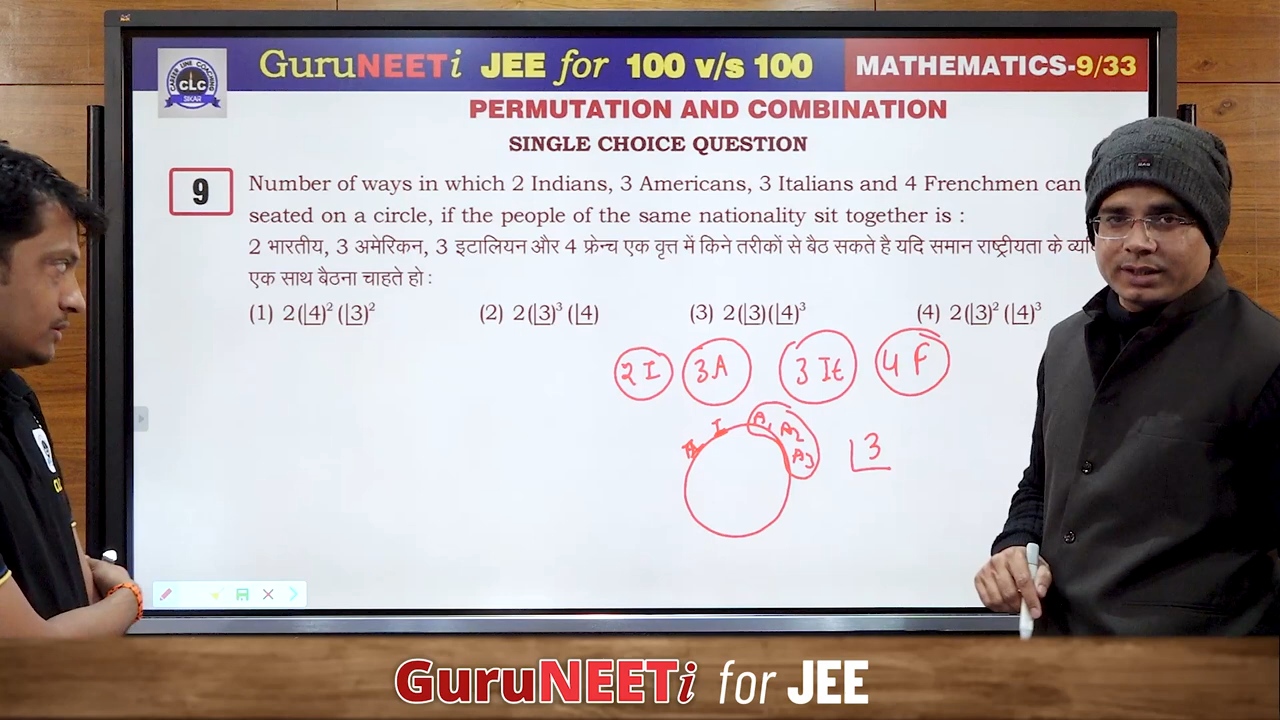 GuruNEETi JEE for 100 v/s 100
MATHEMATICS-9/33
CAREER LINE COACHING
CLC
SIKAR
PERMUTATION AND COMBINATION
SINGLE CHOICE QUESTION
9
Number of ways in which 2 Indians, 3 Americans, 3 Italians and 4 Frenchmen can
seated on a circle, if the people of the same nationality sit together is :
2 भारतीय, 3 अमेरिकन, 3 इटालियन और 4 फ्रेन्च एक वृत्त में किने तरीकों से बैठ सकते है यदि समान राष्ट्रीयता के
एक साथ बैठना चाहते हो :
(1) 2(|4)² (|3)² (2) 2(|3)³ (|4) (3) 2(|3)(|4)³ (4) 2(|3)² (|4)³
2 I 3A 3 It 4 F
I A1 A2 A3
|3
GuruNEETi for JEE